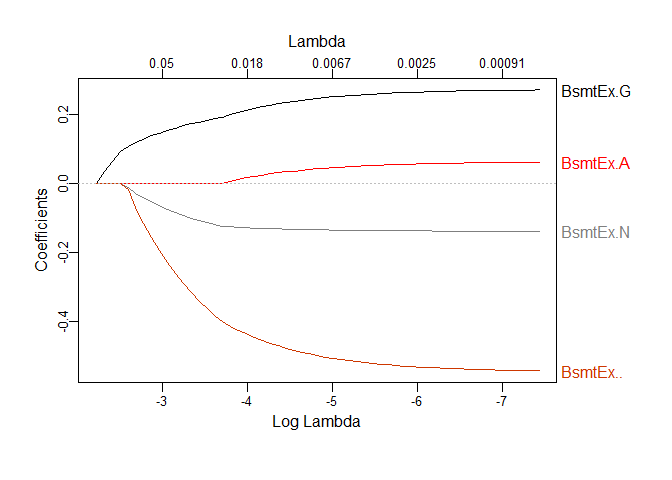 Lambda
0.05 0.018 0.0067 0.0025 0.00091
Coefficients
0.2
0.0
-0.2
-0.4
BsmtEx.G
BsmtEx.A
BsmtEx.N
BsmtEx..
-3 -4 -5 -6 -7
Log Lambda